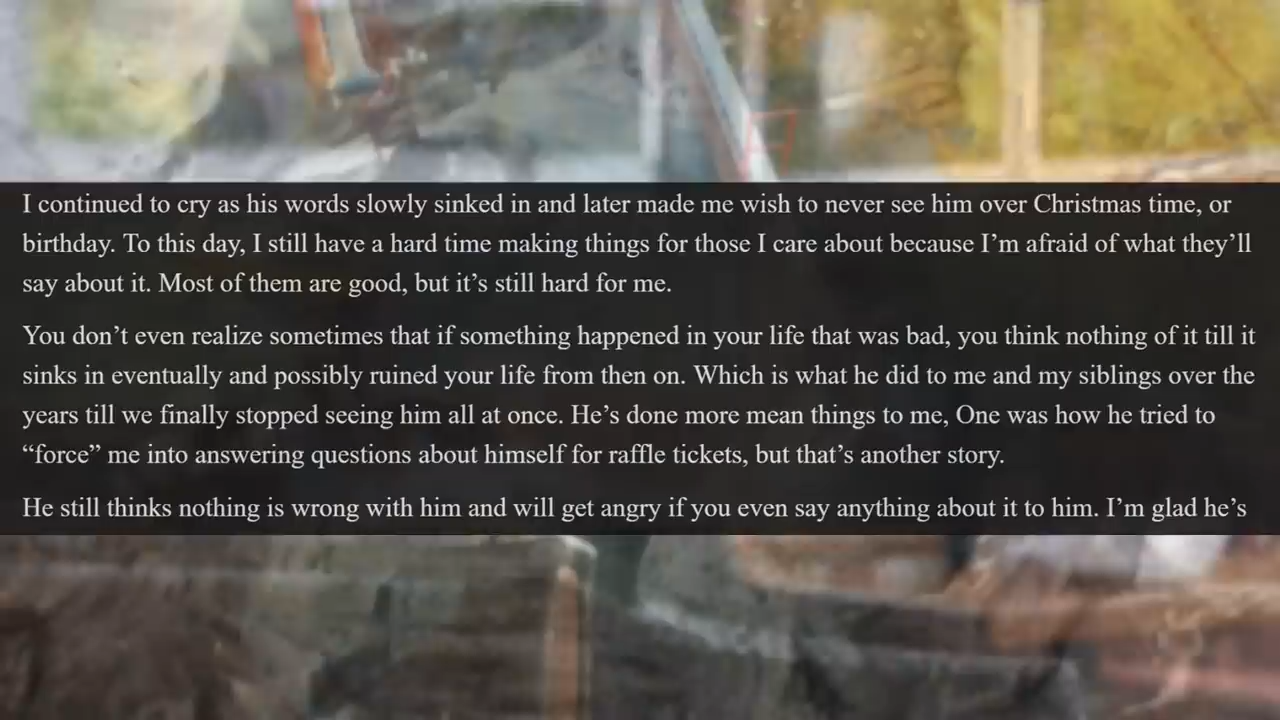 I continued to cry as his words slowly sinked in and later made me wish to never see him over Christmas time, or
birthday. To this day, I still have a hard time making things for those I care about because I’m afraid of what they’ll
say about it. Most of them are good, but it’s still hard for me.
You don’t even realize sometimes that if something happened in your life that was bad, you think nothing of it till it
sinks in eventually and possibly ruined your life from then on. Which is what he did to me and my siblings over the
years till we finally stopped seeing him all at once. He’s done more mean things to me, One was how he tried to
“force” me into answering questions about himself for raffle tickets, but that’s another story.
He still thinks nothing is wrong with him and will get angry if you even say anything about it to him. I’m glad he’s